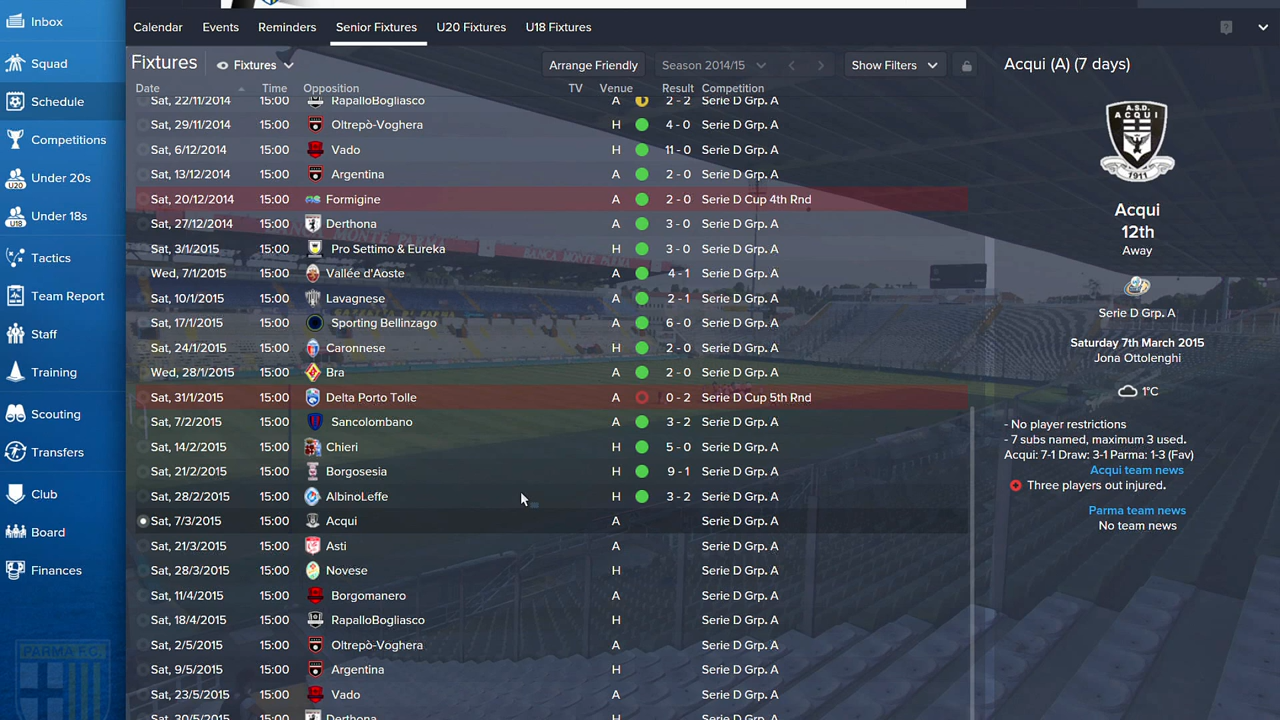 Inbox
Squad
Schedule
Competitions
Under 20s
Under 18s
Tactics
Team Report
Staff
Training
Scouting
Transfers
Club
Board
Finances
U20
U18
PARMA F.C.
Calendar Events Reminders Senior Fixtures U20 Fixtures U18 Fixtures
Fixtures Fixtures Arrange Friendly Season 2014/15 Show Filters
Date Time Opposition TV Venue Result Competition
Sat, 22/11/2014 15:00 RapalloBogliasco A 2 - 2 Serie D Grp. A
Sat, 29/11/2014 15:00 Oltrepò-Voghera H 4 - 0 Serie D Grp. A
Sat, 6/12/2014 15:00 Vado H 11 - 0 Serie D Grp. A
Sat, 13/12/2014 15:00 Argentina A 2 - 0 Serie D Grp. A
Sat, 20/12/2014 15:00 Formigine A 2 - 0 Serie D Cup 4th Rnd
Sat, 27/12/2014 15:00 Derthona A 3 - 0 Serie D Grp. A
Sat, 3/1/2015 15:00 Pro Settimo & Eureka H 3 - 0 Serie D Grp. A
Wed, 7/1/2015 15:00 Vallée d'Aoste A 4 - 1 Serie D Grp. A
Sat, 10/1/2015 15:00 Lavagnese A 2 - 1 Serie D Grp. A
Sat, 17/1/2015 15:00 Sporting Bellinzago A 6 - 0 Serie D Grp. A
Sat, 24/1/2015 15:00 Caronnese H 2 - 0 Serie D Grp. A
Wed, 28/1/2015 15:00 Bra A 2 - 0 Serie D Grp. A
Sat, 31/1/2015 15:00 Delta Porto Tolle A 0 - 2 Serie D Cup 5th Rnd
Sat, 7/2/2015 15:00 Sancolombano A 3 - 2 Serie D Grp. A
Sat, 14/2/2015 15:00 Chieri H 5 - 0 Serie D Grp. A
Sat, 21/2/2015 15:00 Borgosesia H 9 - 1 Serie D Grp. A
Sat, 28/2/2015 15:00 AlbinoLeffe H 3 - 2 Serie D Grp. A
Sat, 7/3/2015 15:00 Acqui A Serie D Grp. A
Sat, 21/3/2015 15:00 Asti A Serie D Grp. A
Sat, 28/3/2015 15:00 Novese H Serie D Grp. A
Sat, 11/4/2015 15:00 Borgomanero A Serie D Grp. A
Sat, 18/4/2015 15:00 RapalloBogliasco H Serie D Grp. A
Sat, 2/5/2015 15:00 Oltrepò-Voghera A Serie D Grp. A
Sat, 9/5/2015 15:00 Argentina H Serie D Grp. A
Sat, 23/5/2015 15:00 Vado A Serie D Grp. A
Sat, 30/5/2015 15:00 Derthona H Serie D Grp. A
Acqui (A) (7 days)
A.S.D.
ACQUI
1911
Acqui
12th
Away
Serie D Grp. A
Saturday 7th March 2015
Jona Ottolenghi
1°C
- No player restrictions
- 7 subs named, maximum 3 used.
Acqui: 7-1 Draw: 3-1 Parma: 1-3 (Fav)
Acqui team news
Three players out injured.
Parma team news
No team news